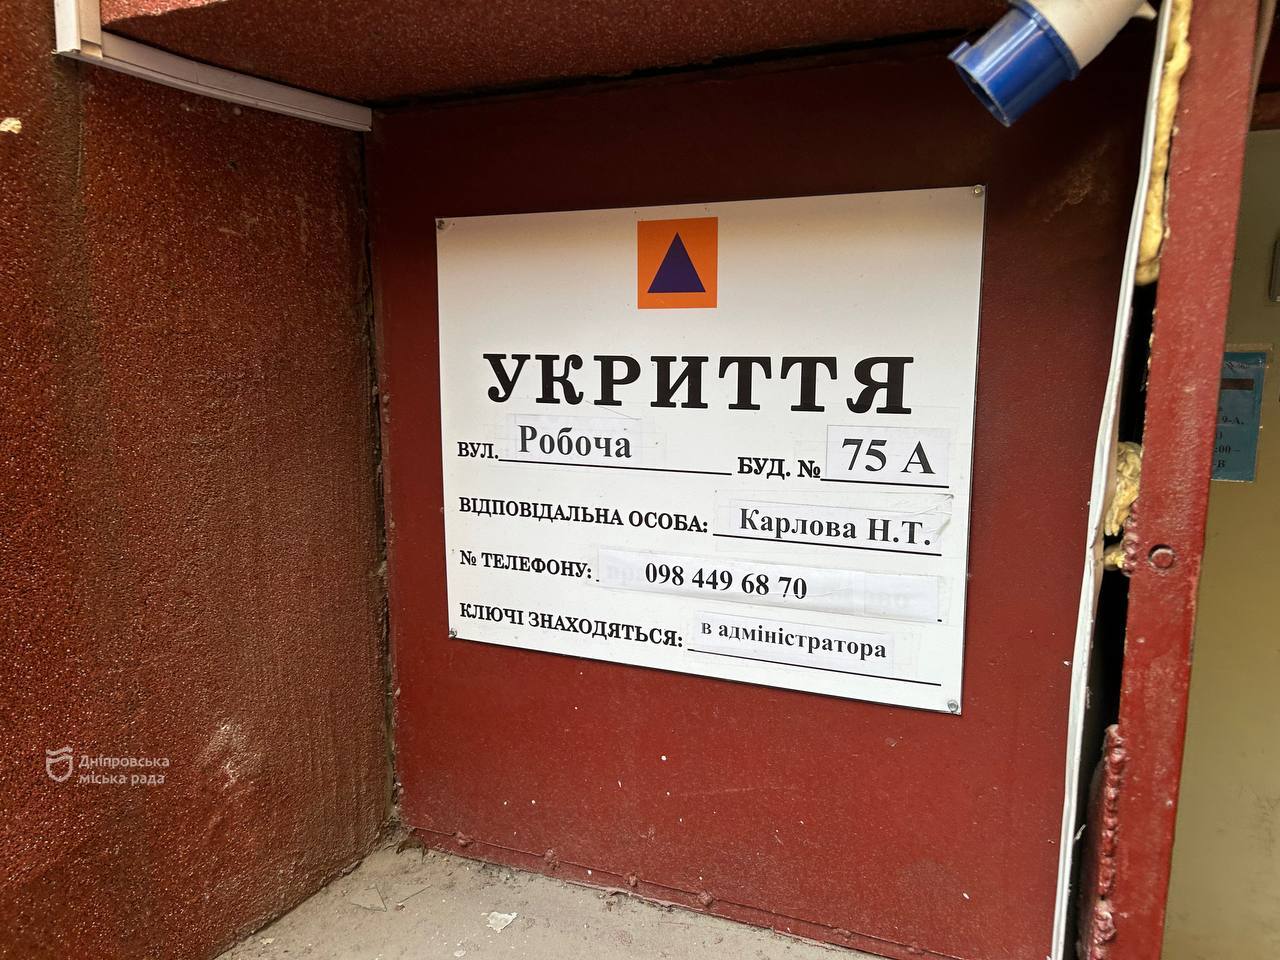 УКРИТТЯ
ВУЛ. Робоча БУД. № 75 А
ВІДПОВІДАЛЬНА ОСОБА: Карлова Н.Т.
№ ТЕЛЕФОНУ: 098 449 68 70
КЛЮЧІ ЗНАХОДЯТЬСЯ: в адміністратора
Дніпровська
міська рада